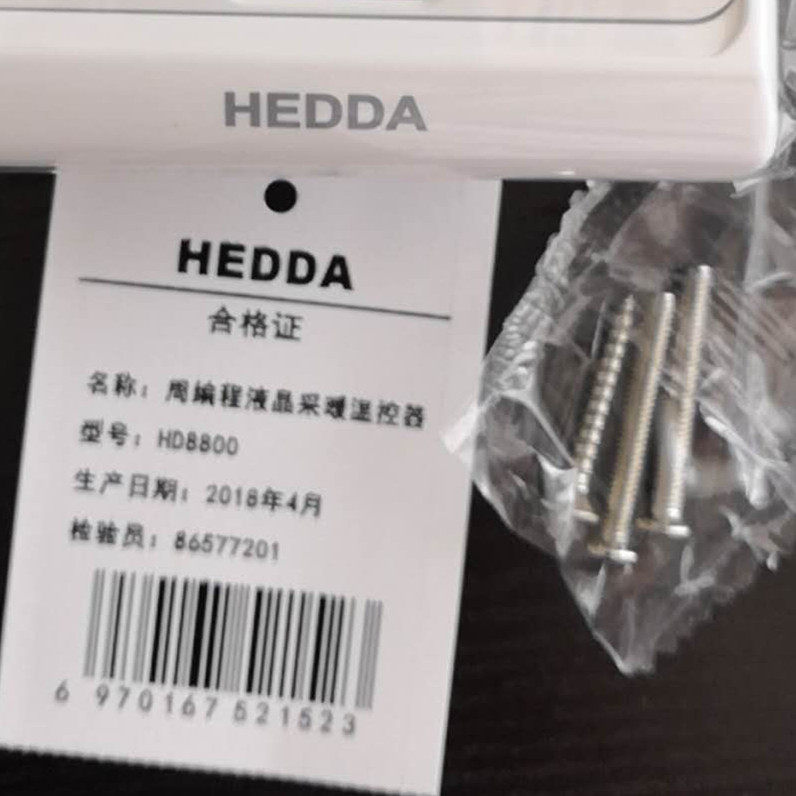 HEDDA
HEDDA
合格证
名称：周编程液晶采暖温控器
型号：HD8800
生产日期：2018年4月
检验员：86577201
6 970167 521523